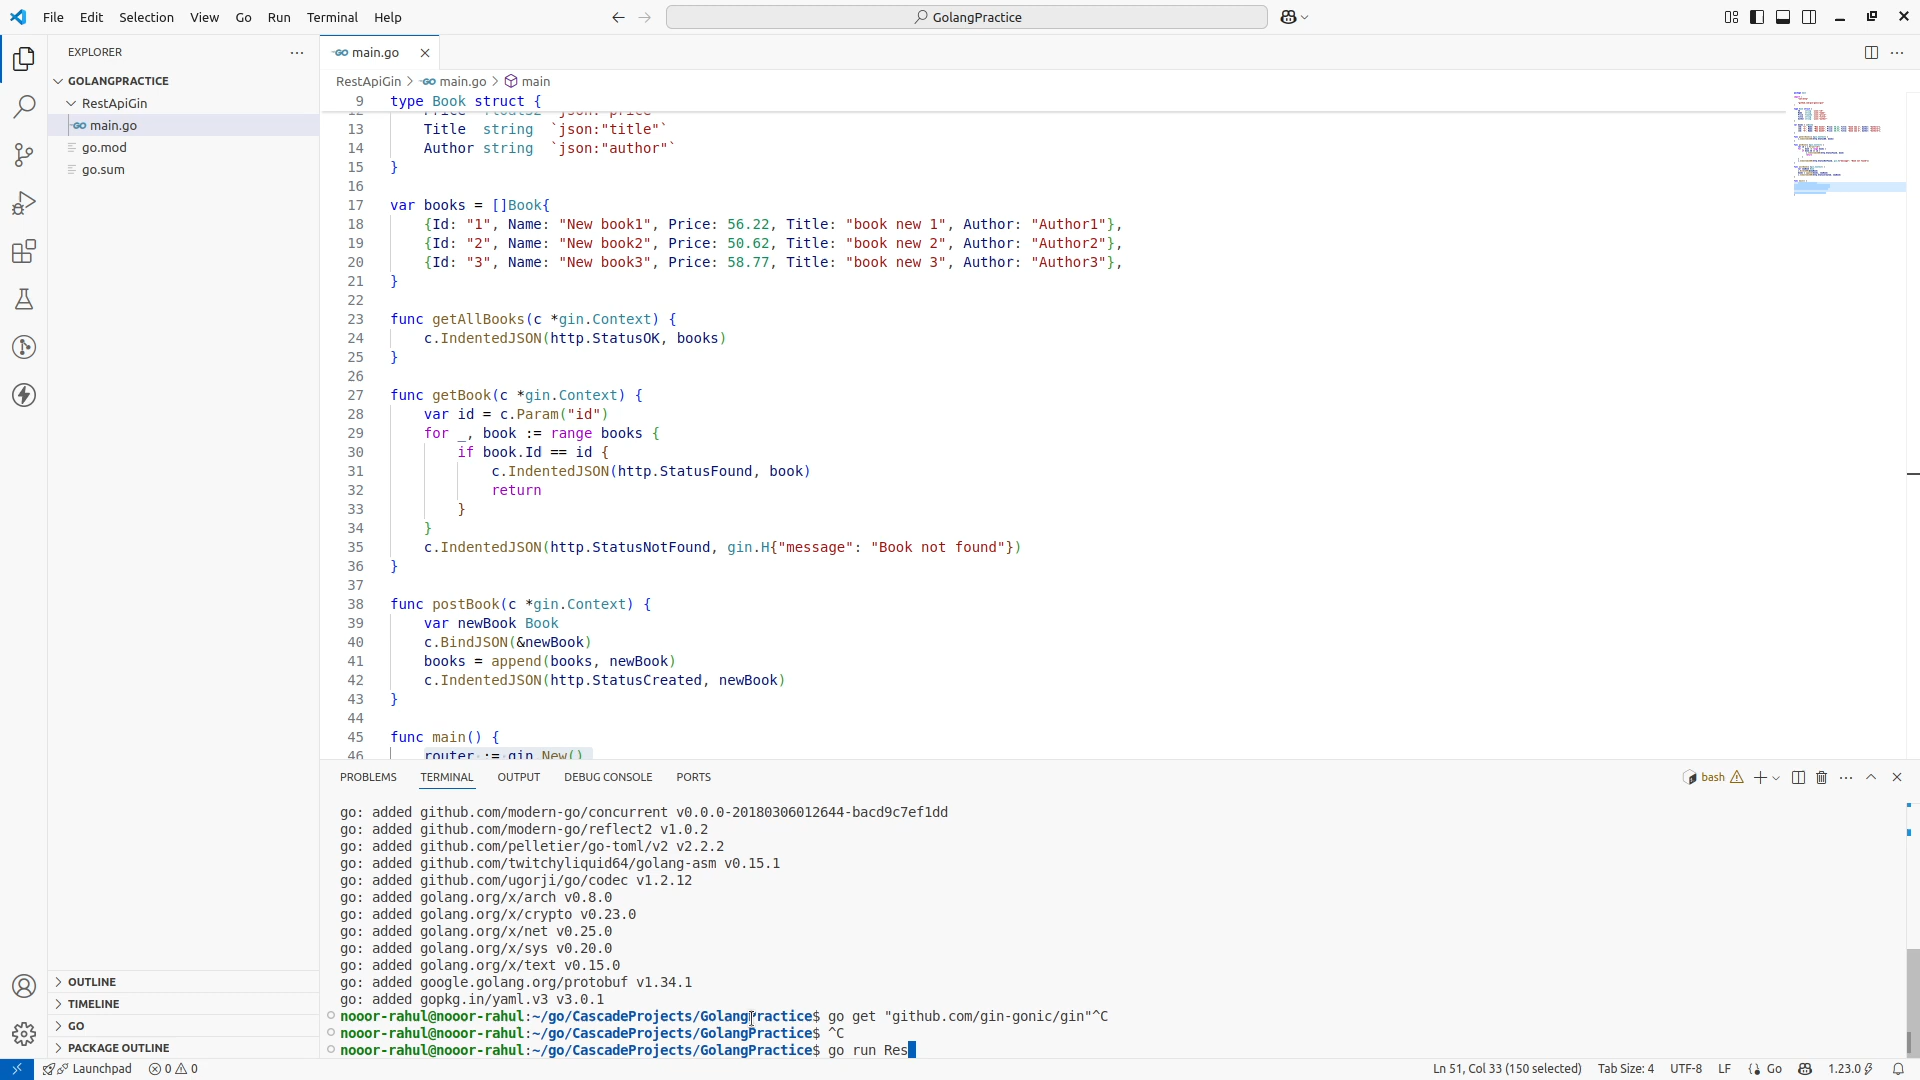 File Edit Selection View Go Run Terminal Help
GolangPractice
EXPLORER
GOLANGPRACTICE
RestApiGin
main.go
go.mod
go.sum
OUTLINE
TIMELINE
GO
PACKAGE OUTLINE
main.go
RestApiGin > main.go > main
9 type Book struct {
13 Title string `json:"title"`
14 Author string `json:"author"`
15 }
16
17 var books = []Book{
18 {Id: "1", Name: "New book1", Price: 56.22, Title: "book new 1", Author: "Author1"},
19 {Id: "2", Name: "New book2", Price: 50.62, Title: "book new 2", Author: "Author2"},
20 {Id: "3", Name: "New book3", Price: 58.77, Title: "book new 3", Author: "Author3"},
21 }
22
23 func getAllBooks(c *gin.Context) {
24 c.IndentedJSON(http.StatusOK, books)
25 }
26
27 func getBook(c *gin.Context) {
28 var id = c.Param("id")
29 for _, book := range books {
30 if book.Id == id {
31 c.IndentedJSON(http.StatusFound, book)
32 return
33 }
34 }
35 c.IndentedJSON(http.StatusNotFound, gin.H{"message": "Book not found"})
36 }
37
38 func postBook(c *gin.Context) {
39 var newBook Book
40 c.BindJSON(&newBook)
41 books = append(books, newBook)
42 c.IndentedJSON(http.StatusCreated, newBook)
43 }
44
45 func main() {
46 router := gin.New()
PROBLEMS TERMINAL OUTPUT DEBUG CONSOLE PORTS
bash
go: added github.com/modern-go/concurrent v0.0.0-20180306012644-bacd9c7ef1dd
go: added github.com/modern-go/reflect2 v1.0.2
go: added github.com/pelletier/go-toml/v2 v2.2.2
go: added github.com/twitchyliquid64/golang-asm v0.15.1
go: added github.com/ugorji/go/codec v1.2.12
go: added golang.org/x/arch v0.8.0
go: added golang.org/x/crypto v0.23.0
go: added golang.org/x/net v0.25.0
go: added golang.org/x/sys v0.20.0
go: added golang.org/x/text v0.15.0
go: added google.golang.org/protobuf v1.34.1
go: added gopkg.in/yaml.v3 v3.0.1
nooor-rahul@nooor-rahul:~/go/CascadeProjects/GolangPractice$ go get "github.com/gin-gonic/gin"^C
nooor-rahul@nooor-rahul:~/go/CascadeProjects/GolangPractice$ ^C
nooor-rahul@nooor-rahul:~/go/CascadeProjects/GolangPractice$ go run Res
Launchpad 0 0 Ln 51, Col 33 (150 selected) Tab Size: 4 UTF-8 LF Go 1.23.0